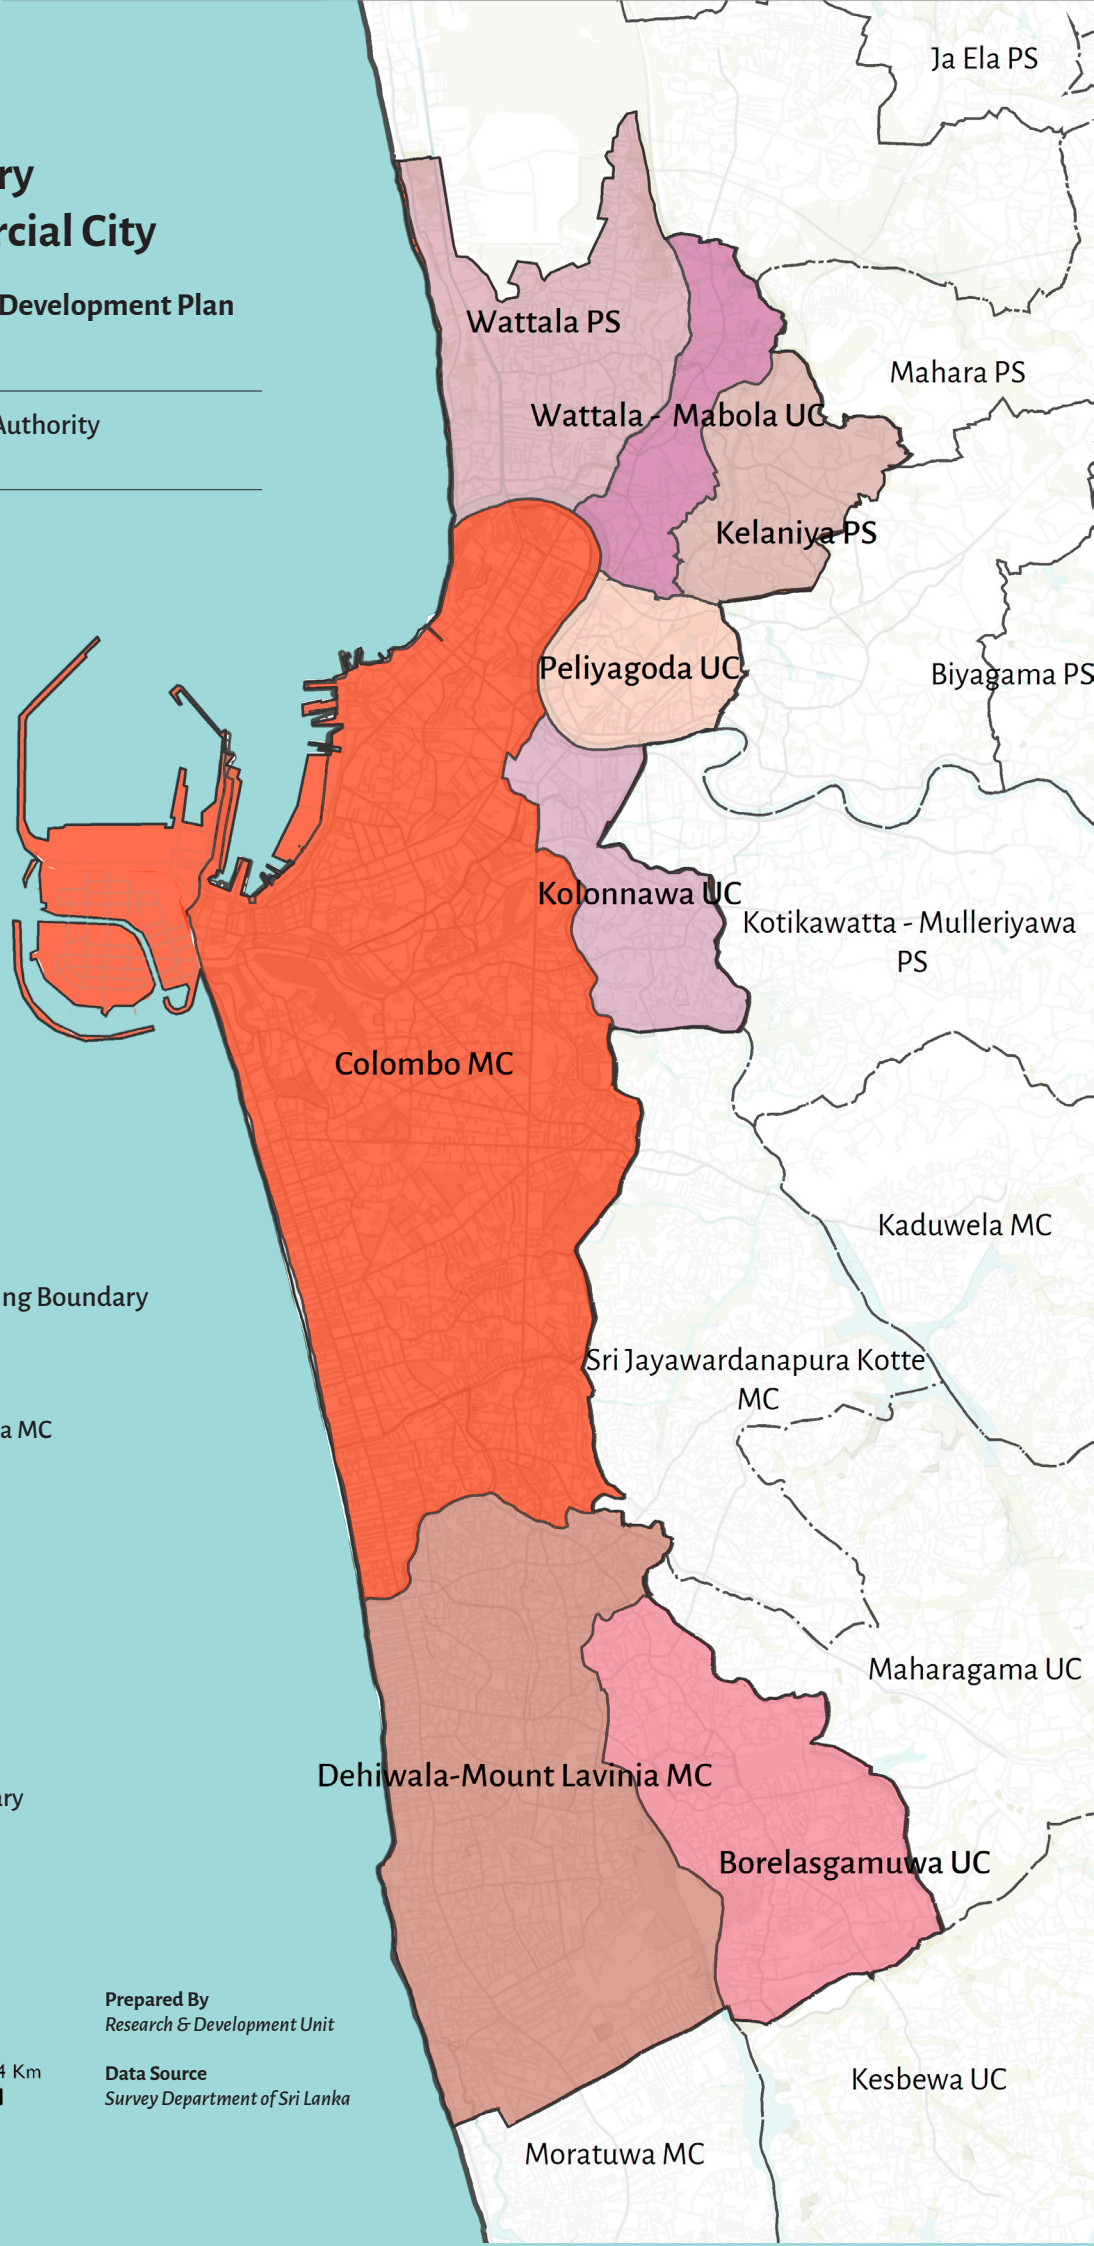 Ja Ela PS
ry
rcial City
Development Plan
Wattala PS
Mahara PS
Wattala - Mabola UC
Authority
Kelaniya PS
Peliyagoda UC
Biyagama PS
Kolonnawa UC
Kotikawatta - Mulleriyawa
PS
Colombo MC
Kaduwela MC
ng Boundary
Sri Jayawardanapura Kotte
MC
a MC
Maharagama UC
Dehiwala-Mount Lavinia MC
ary
Borelasgamuwa UC
Prepared By
Research & Development Unit
4 Km
Data Source
Survey Department of Sri Lanka
Kesbewa UC
Moratuwa MC